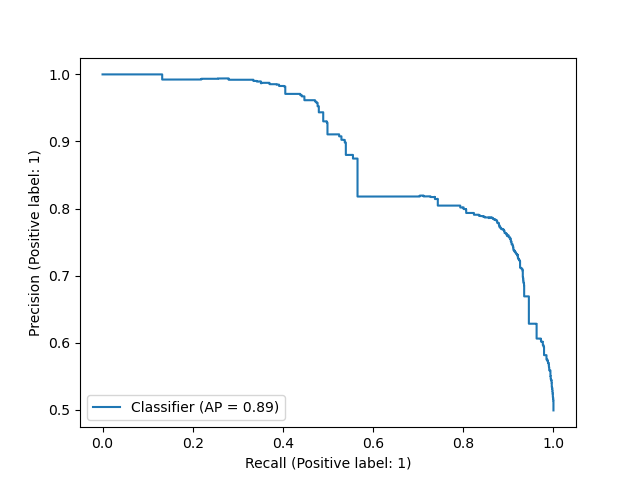 1.0
0.9
0.8
0.7
0.6
0.5
Precision (Positive label: 1)
Classifier (AP = 0.89)
0.0 0.2 0.4 0.6 0.8 1.0
Recall (Positive label: 1)